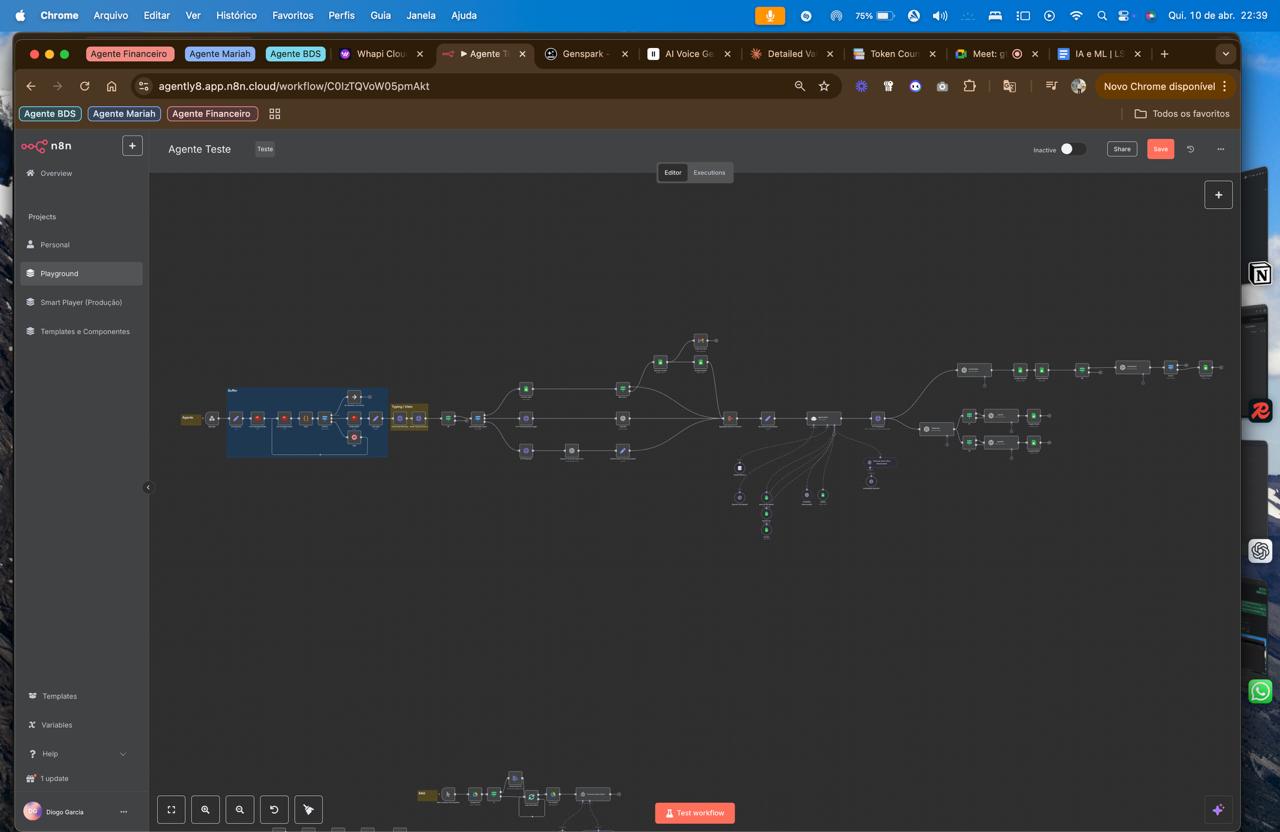 Chrome Arquivo Editar Ver Histórico Favoritos Perfis Guia Janela Ajuda 75% Qui. 10 de abr. 22:39
Agente Financeiro Agente Mariah Agente BDS Whapi Clou Agente T Genspark - AI Voice Ge Detailed Va Token Coun Meet: g IA e ML | LS
agently8.app.n8n.cloud/workflow/C0IzTQVoW05pmAkt Novo Chrome disponível
Agente BDS Agente Mariah Agente Financeiro Todos os favoritos
n8n
Agente Teste Teste Inactive Share Save
Editor Executions
Overview
Projects
Personal
Playground
Smart Player (Produção)
Templates e Componentes
Buffer
Agente
Typing / View
Templates
Variables
Help
1 update
DG Diogo Garcia
RAG
Test workflow